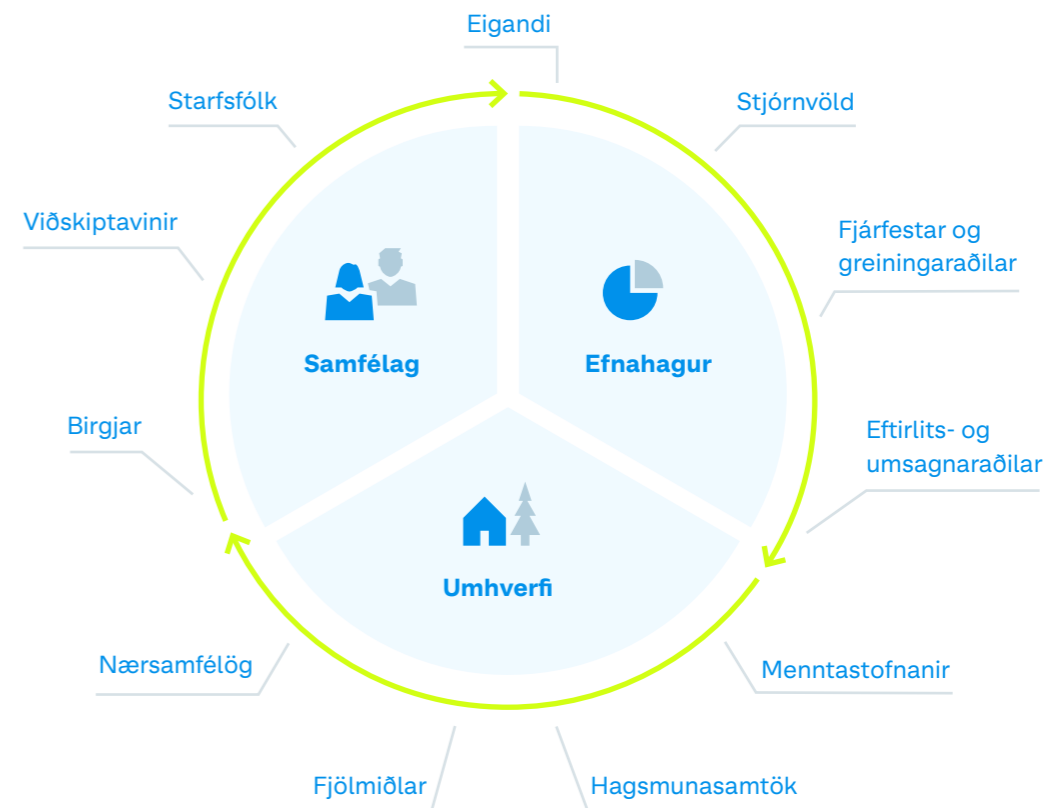 Eigandi
Starfsfólk
Stjórnvöld
Viðskiptavinir
Fjárfestar og
greiningaraðilar
Samfélag
Efnahagur
Birgjar
Eftirlits- og
umsagnaraðilar
Umhverfi
Nærsamfélög
Menntastofnanir
Fjölmiðlar
Hagsmunasamtök